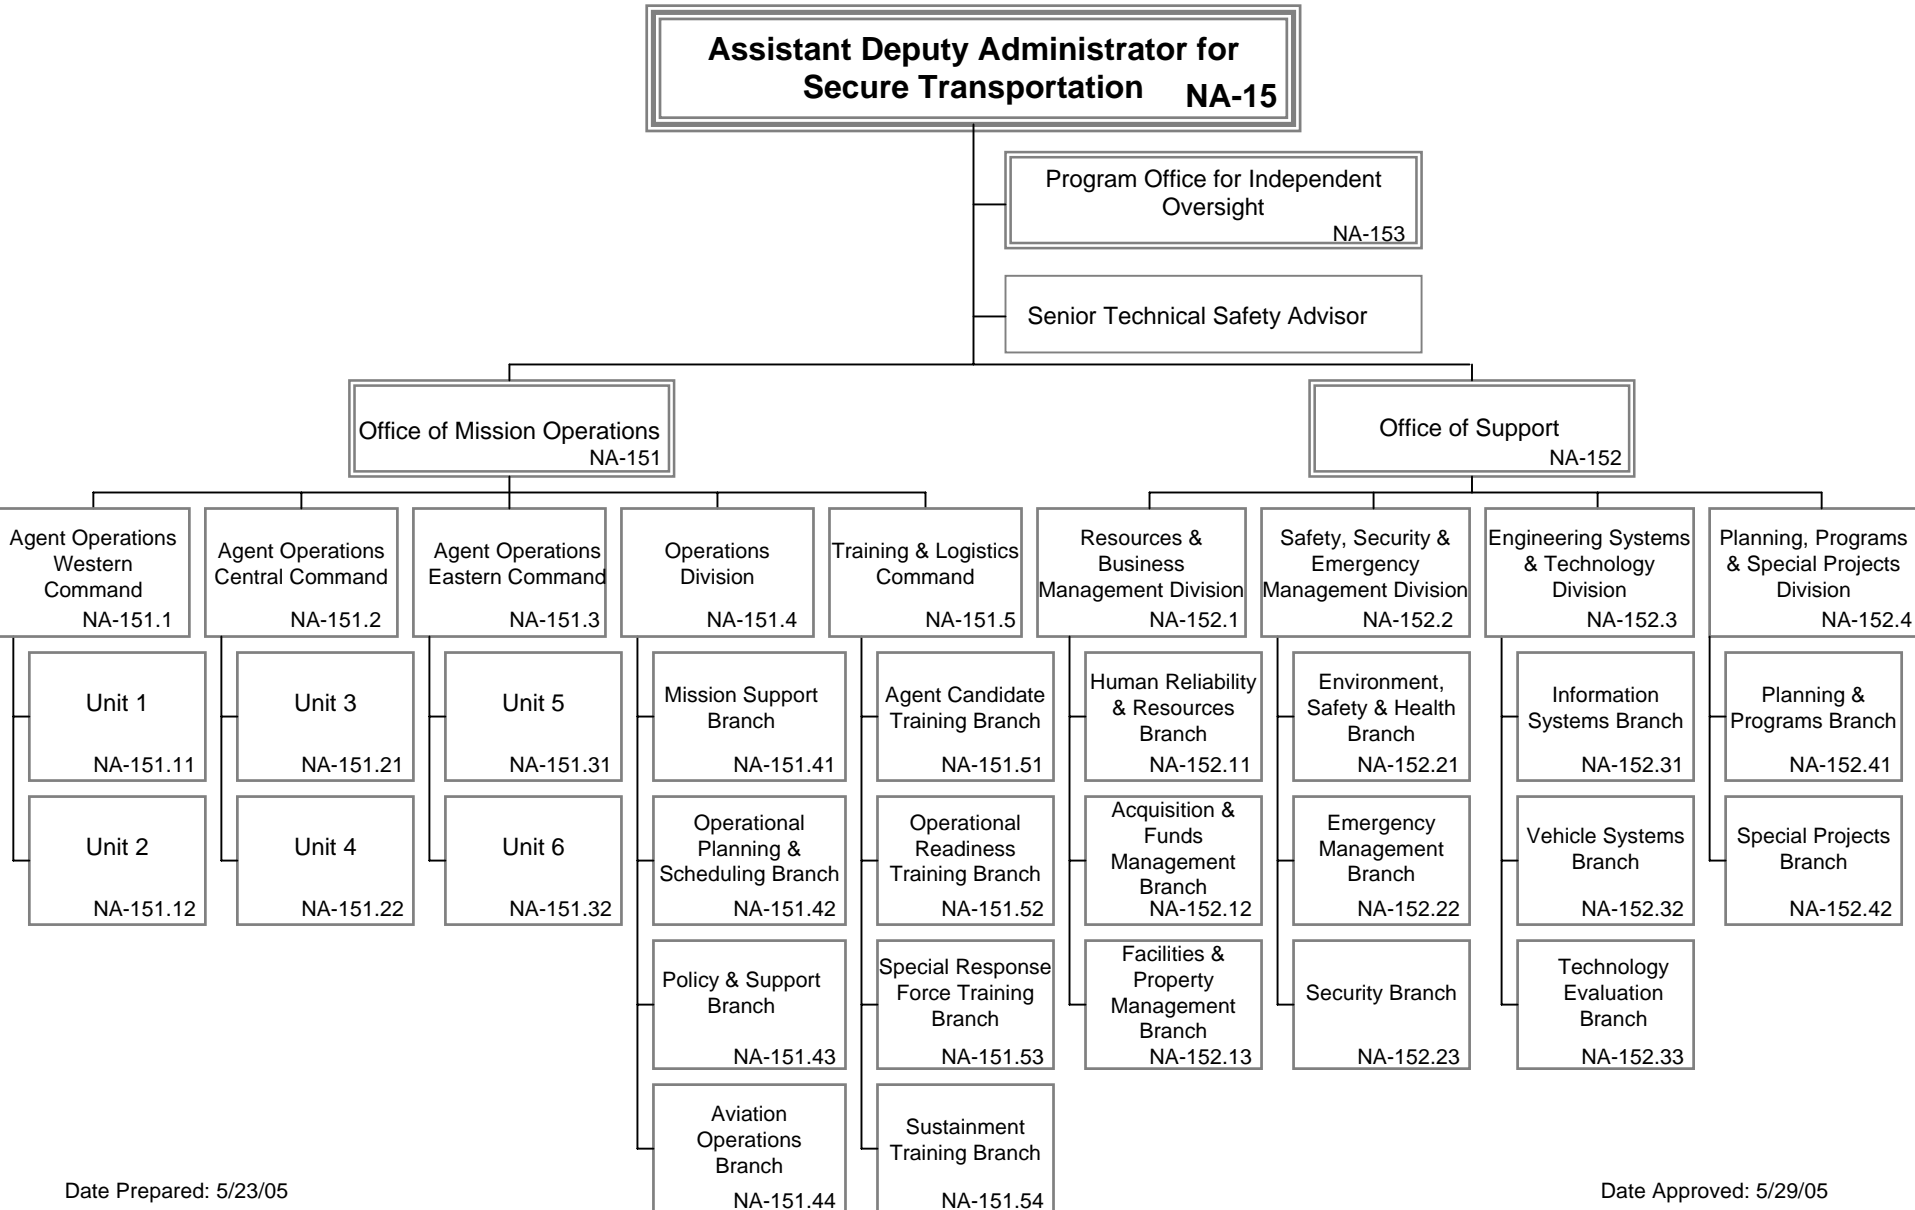 Assistant Deputy Administrator for
Secure Transportation NA-15
Program Office for Independent
Oversight
NA-153
Senior Technical Safety Advisor
Office of Mission Operations
NA-151
Office of Support
NA-152
Agent Operations
Western
Command
NA-151.1
Agent Operations
Central Command
NA-151.2
Agent Operations
Eastern Command
NA-151.3
Operations
Division
NA-151.4
Training & Logistics
Command
NA-151.5
Resources &
Business
Management Division
NA-152.1
Safety, Security &
Emergency
Management Division
NA-152.2
Engineering Systems
& Technology
Division
NA-152.3
Planning, Programs
& Special Projects
Division
NA-152.4
Unit 1
NA-151.11
Unit 3
NA-151.21
Unit 5
NA-151.31
Mission Support
Branch
NA-151.41
Agent Candidate
Training Branch
NA-151.51
Human Reliability
& Resources
Branch
NA-152.11
Environment,
Safety & Health
Branch
NA-152.21
Information
Systems Branch
NA-152.31
Planning &
Programs Branch
NA-152.41
Unit 2
NA-151.12
Unit 4
NA-151.22
Unit 6
NA-151.32
Operational
Planning &
Scheduling Branch
NA-151.42
Operational
Readiness
Training Branch
NA-151.52
Acquisition &
Funds
Management
Branch
NA-152.12
Emergency
Management
Branch
NA-152.22
Vehicle Systems
Branch
NA-152.32
Special Projects
Branch
NA-152.42
Policy & Support
Branch
NA-151.43
Special Response
Force Training
Branch
NA-151.53
Facilities &
Property
Management
Branch
NA-152.13
Security Branch
NA-152.23
Technology
Evaluation
Branch
NA-152.33
Aviation
Operations
Branch
NA-151.44
Sustainment
Training Branch
NA-151.54
Date Prepared: 5/23/05
Date Approved: 5/29/05